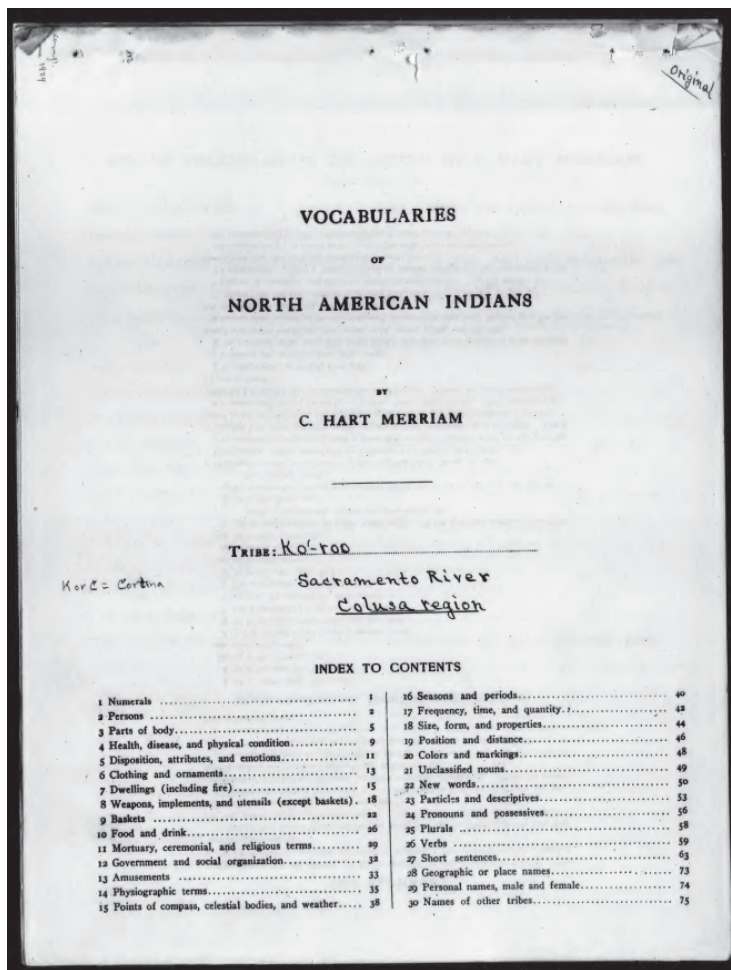 Original
VOCABULARIES
OF
NORTH AMERICAN INDIANS
BY
C. HART MERRIAM
TRIBE: Ko'-roo
Sacramento River
Colusa region
K or C = Cortina
INDEX TO CONTENTS
1 Numerals 1
2 Persons 2
3 Parts of body 5
4 Health, disease, and physical condition 9
5 Disposition, attributes, and emotions 11
6 Clothing and ornaments 13
7 Dwellings (including fire) 15
8 Weapons, implements, and utensils (except baskets) 18
9 Baskets 22
10 Food and drink 26
11 Mortuary, ceremonial, and religious terms 29
12 Government and social organization 32
13 Amusements 33
14 Physiographic terms 35
15 Points of compass, celestial bodies, and weather 38
16 Seasons and periods 40
17 Frequency, time, and quantity 42
18 Size, form, and properties 44
19 Position and distance 46
20 Colors and markings 48
21 Unclassified nouns 49
22 New words 50
23 Particles and descriptives 53
24 Pronouns and possessives 56
25 Plurals 58
26 Verbs 59
27 Short sentences 63
28 Geographic or place names 73
29 Personal names, male and female 74
30 Names of other tribes 75